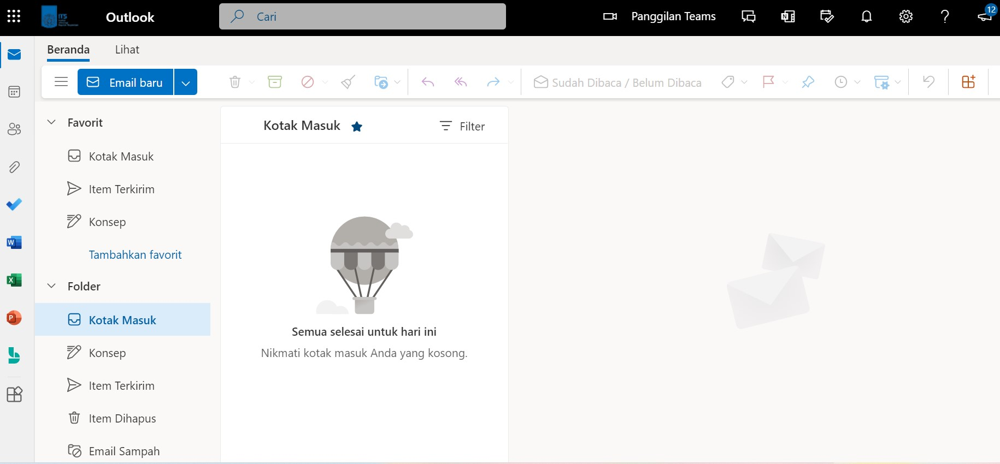 ITS
Outlook
Cari
Panggilan Teams
12
Beranda
Lihat
Email baru
Sudah Dibaca / Belum Dibaca
Favorit
Kotak Masuk
Item Terkirim
Konsep
Tambahkan favorit
Folder
Kotak Masuk
Konsep
Item Terkirim
Item Dihapus
Email Sampah
Kotak Masuk
Filter
Semua selesai untuk hari ini
Nikmati kotak masuk Anda yang kosong.